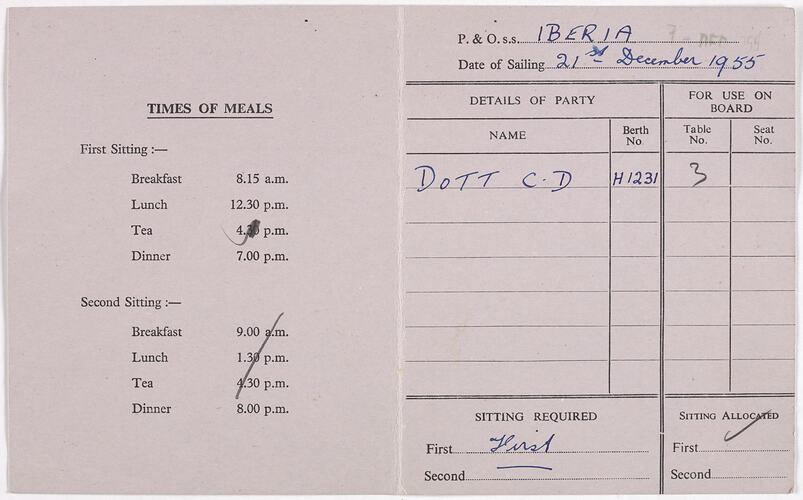 TIMES OF MEALS
First Sitting :—
Breakfast 8.15 a.m.
Lunch 12.30 p.m.
Tea p.m.
Dinner 7.00 p.m.
Second Sitting :—
Breakfast 9.00 a.m.
Lunch 1.30 p.m.
Tea 4.30 p.m.
Dinner 8.00 p.m.
P. & O. s.s. IBERIA
Date of Sailing 21st December 1955
DETAILS OF PARTY
FOR USE ON BOARD
NAME
Berth No.
Table No.
Seat No.
DOTT C.D H1231 3
SITTING REQUIRED
SITTING ALLOCATED
First First
First
Second
Second